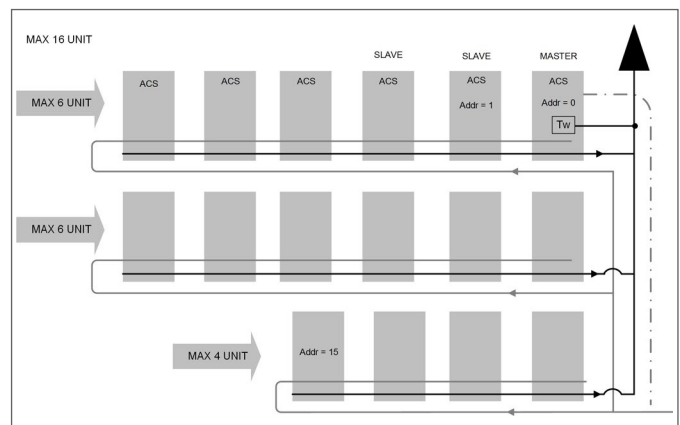 MAX 16 UNIT
SLAVE SLAVE MASTER
MAX 6 UNIT
ACS ACS ACS ACS ACS ACS
Addr = 1 Addr = 0
Tw
MAX 6 UNIT
MAX 4 UNIT
Addr = 15